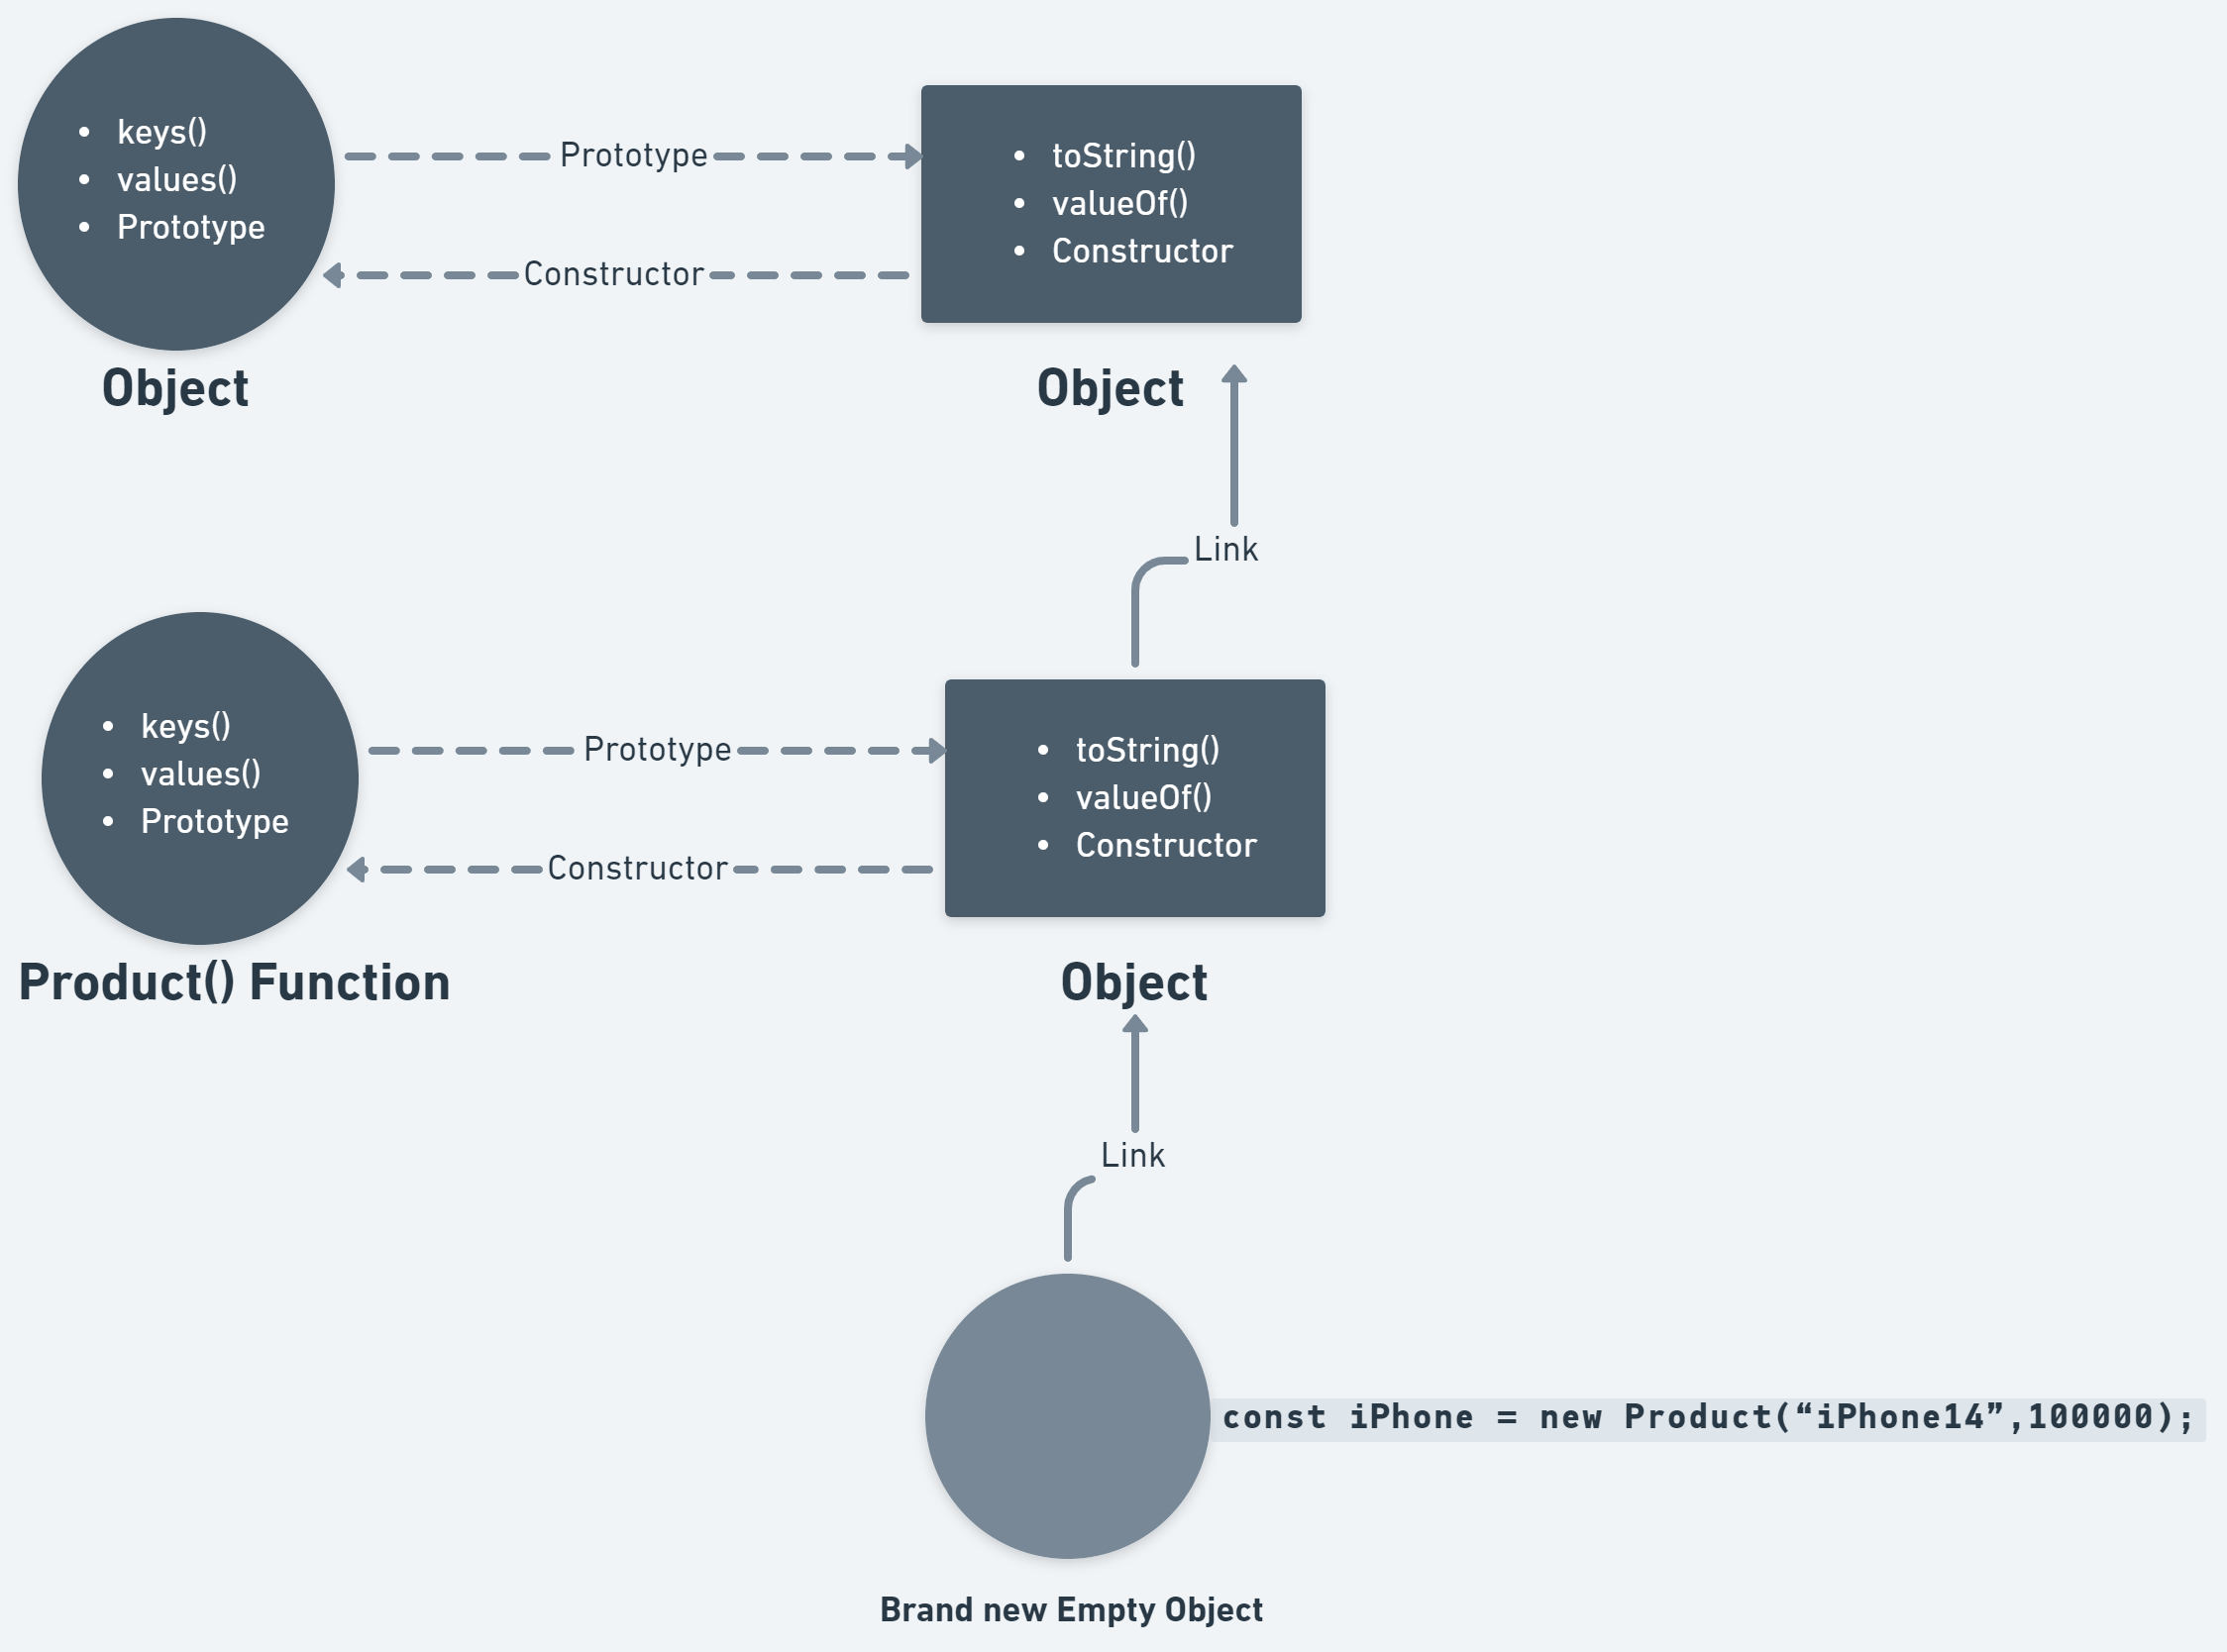 • keys()
• values()
• Prototype
Prototype
Constructor
• toString()
• valueOf()
• Constructor
Object
Object
Link
• keys()
• values()
• Prototype
Prototype
Constructor
• toString()
• valueOf()
• Constructor
Product() Function
Object
Link
const iPhone = new Product(“iPhone14”,100000);
Brand new Empty Object